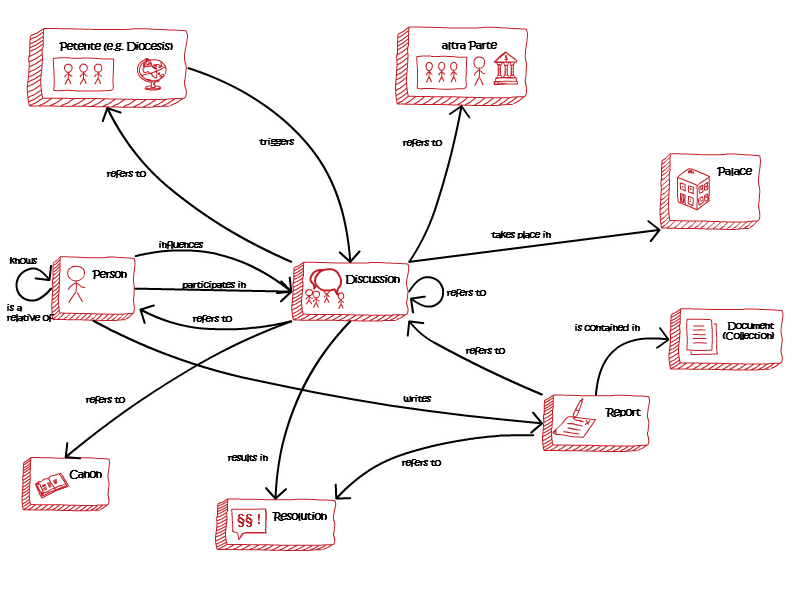 Petente (e.g. Diocesis)
altra Parte
triggers
refers to
refers to
Palace
takes place in
influences
knows
Person
Discussion
participates in
refers to
is a
relative of
refers to
is contained in
Document
(Collection)
refers to
refers to
writes
Report
results in
refers to
Canon
§§ !
Resolution